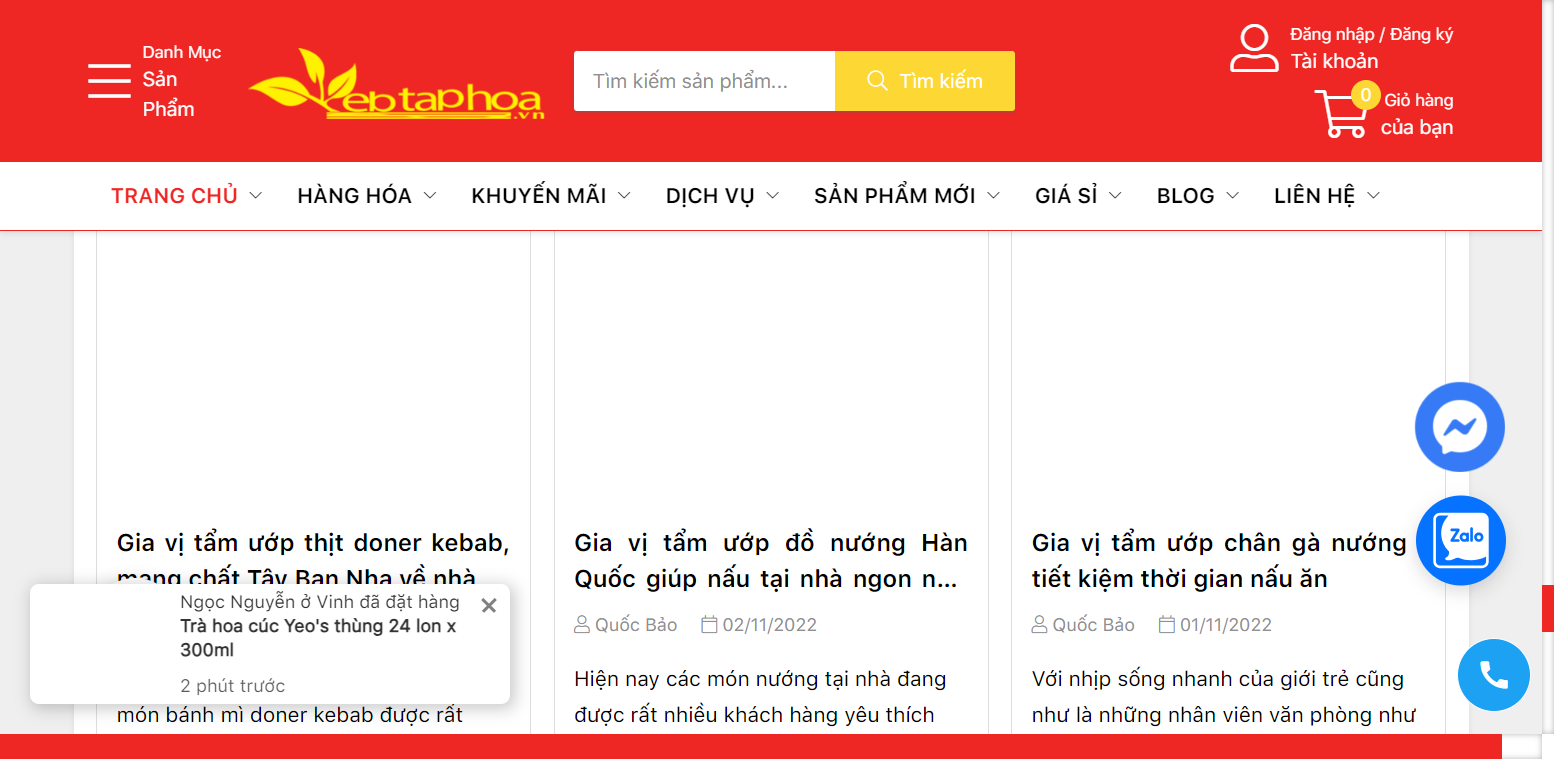 Danh Mục
Sản
Phẩm
eptaphoa
.vn
Tìm kiếm sản phẩm...
Tìm kiếm
Đăng nhập / Đăng ký
Tài khoản
0
Giỏ hàng
của bạn
TRANG CHỦ HÀNG HÓA KHUYẾN MÃI DỊCH VỤ SẢN PHẨM MỚI GIÁ SỈ BLOG LIÊN HỆ
Gia vị tẩm ướp thịt doner kebab,
mang chất Tây Ban Nha về nhà
Ngọc Nguyễn ở Vinh đã đặt hàng
Trà hoa cúc Yeo's thùng 24 lon x
300ml
2 phút trước
món bánh mì doner kebab được rất
Gia vị tẩm ướp đồ nướng Hàn
Quốc giúp nấu tại nhà ngon n...
Quốc Bảo 02/11/2022
Hiện nay các món nướng tại nhà đang
được rất nhiều khách hàng yêu thích
Gia vị tẩm ướp chân gà nướng
tiết kiệm thời gian nấu ăn
Quốc Bảo 01/11/2022
Với nhịp sống nhanh của giới trẻ cũng
như là những nhân viên văn phòng như
Zalo